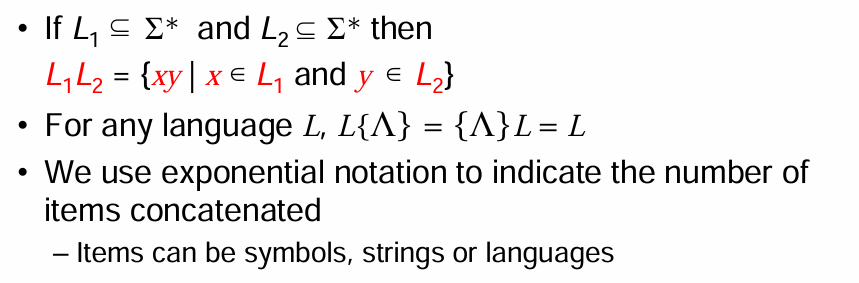 • If L₁ ⊆ Σ* and L₂ ⊆ Σ* then
L₁L₂ = {xy | x ∈ L₁ and y ∈ L₂}
• For any language L, L{Λ} = {Λ}L = L
• We use exponential notation to indicate the number of
items concatenated
– Items can be symbols, strings or languages